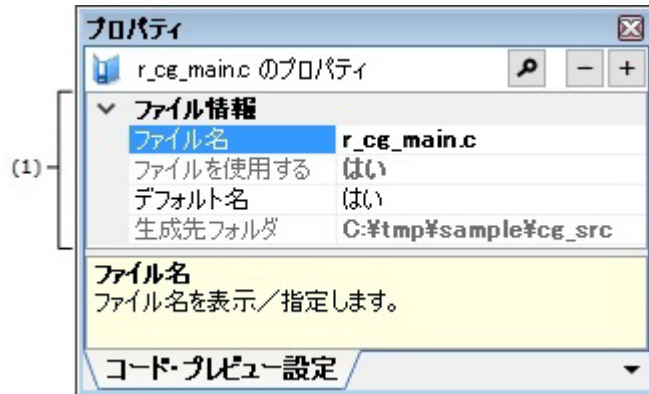 プロパティ
r_cg_main.c のプロパティ
(1)
ファイル情報
ファイル名 r_cg_main.c
ファイルを使用する はい
デフォルト名 はい
生成先フォルダ C:¥tmp¥sample¥cg_src
ファイル名
ファイル名を表示／指定します。
コード・プレビュー設定